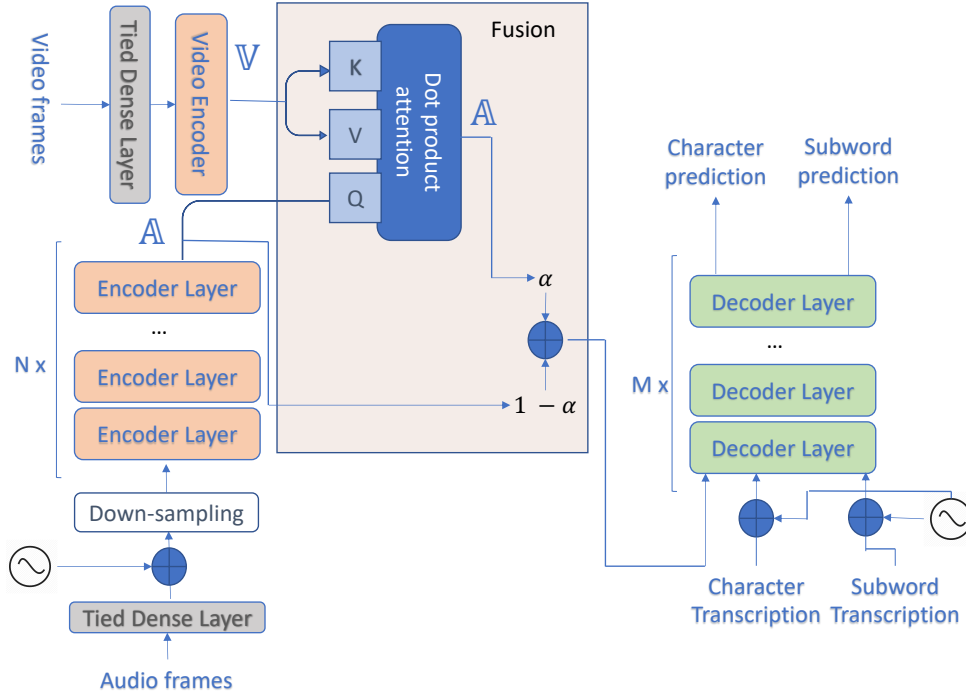 Video frames
Tied Dense Layer
Video Encoder
𝕍
Fusion
K
V
Q
Dot product
attention
𝔸
𝔸
N x
Encoder Layer
...
Encoder Layer
Encoder Layer
Down-sampling
Tied Dense Layer
Audio frames
α
1 − α
Character
prediction
Subword
prediction
M x
Decoder Layer
...
Decoder Layer
Decoder Layer
Character
Transcription
Subword
Transcription